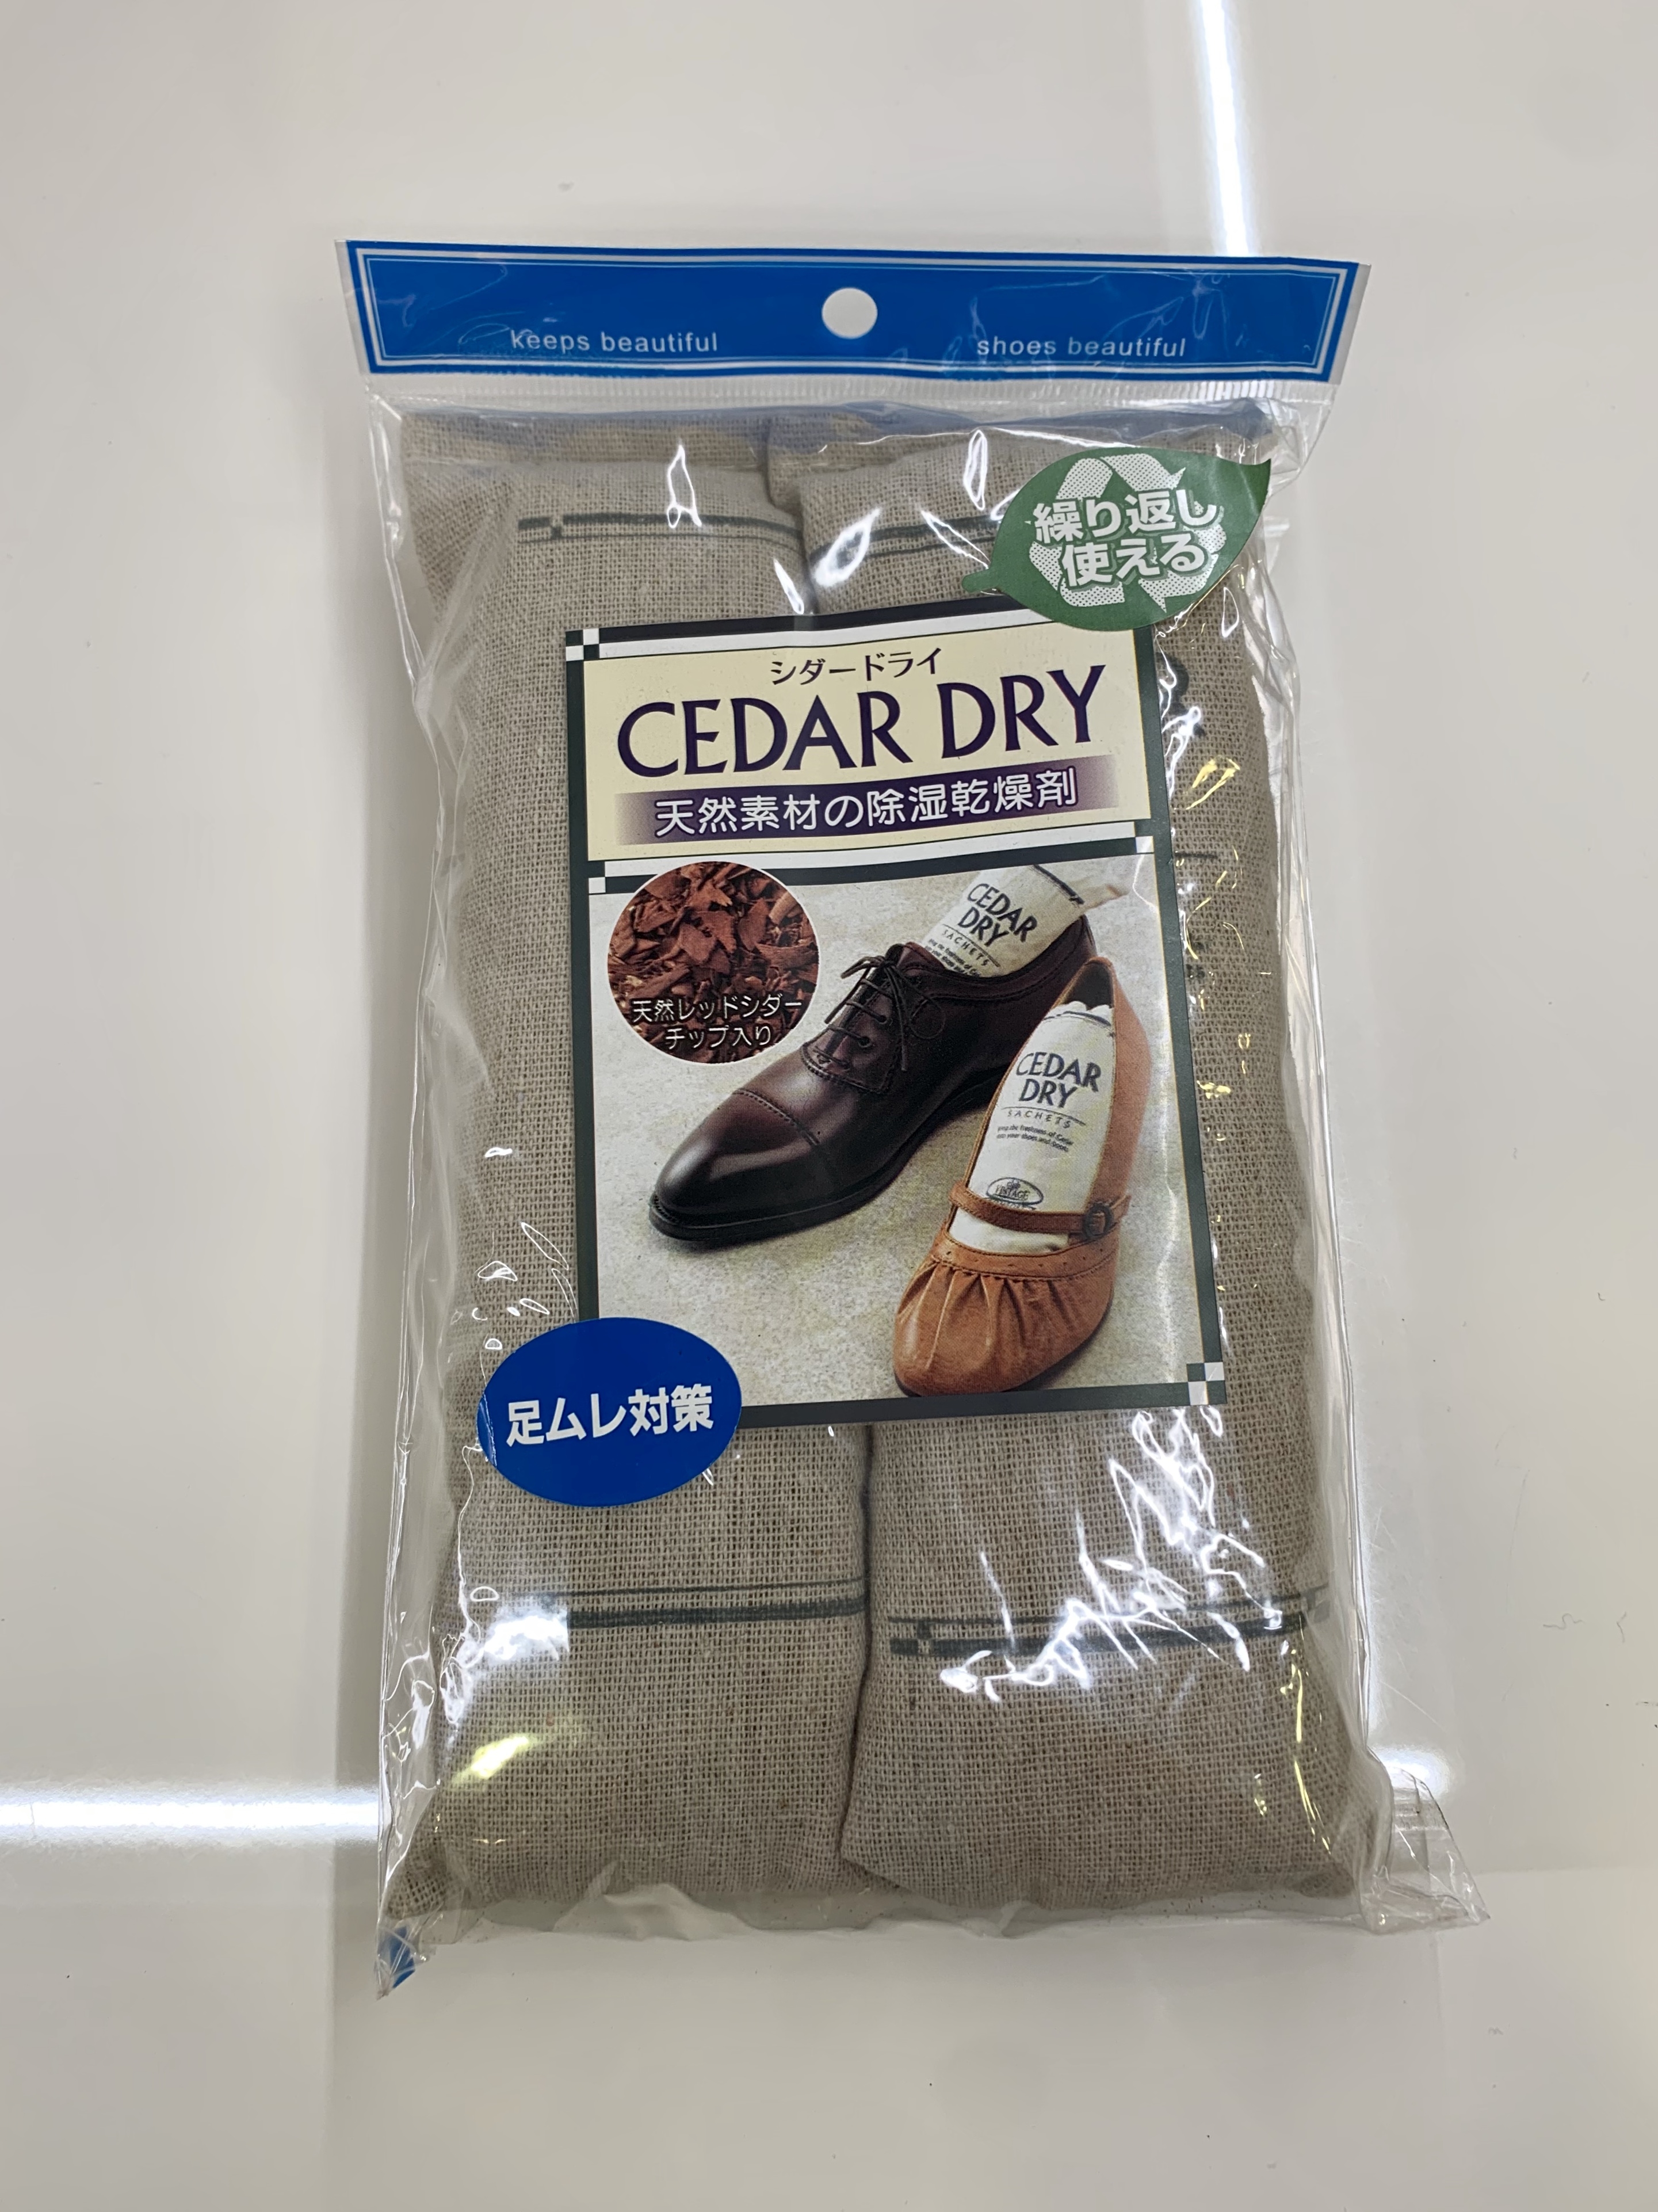 keeps beautiful
shoes beautiful
繰り返し
使える
シダードライ
CEDAR DRY
天然素材の除湿乾燥剤
天然レッドシダー
チップ入り
CEDAR
DRY
SACHETS
CEDAR
DRY
SACHETS
VINTAGE
足ムレ対策